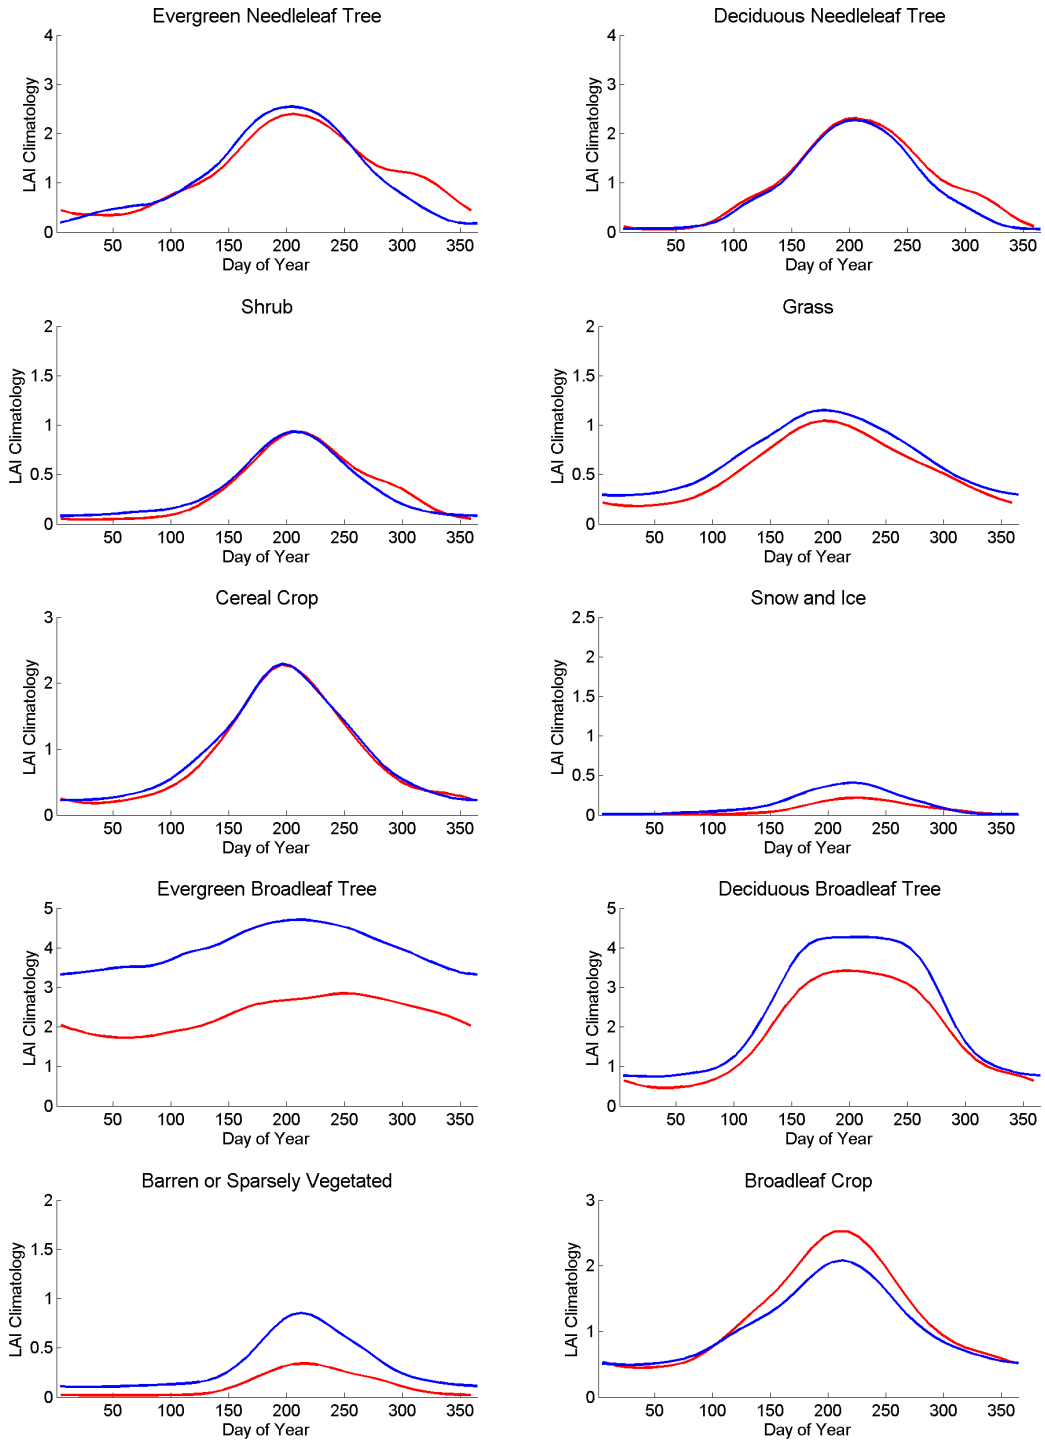 Evergreen Needleleaf Tree
4
3
2
1
0
LAI Climatology
50 100 150 200 250 300 350
Day of Year
Deciduous Needleleaf Tree
4
3
2
1
0
LAI Climatology
50 100 150 200 250 300 350
Day of Year
Shrub
2
1.5
1
0.5
0
LAI Climatology
50 100 150 200 250 300 350
Day of Year
Grass
2
1.5
1
0.5
0
LAI Climatology
50 100 150 200 250 300 350
Day of Year
Cereal Crop
3
2
1
0
LAI Climatology
50 100 150 200 250 300 350
Day of Year
Snow and Ice
2.5
2
1.5
1
0.5
0
LAI Climatology
50 100 150 200 250 300 350
Day of Year
Evergreen Broadleaf Tree
5
4
3
2
1
0
LAI Climatology
50 100 150 200 250 300 350
Day of Year
Deciduous Broadleaf Tree
5
4
3
2
1
0
LAI Climatology
50 100 150 200 250 300 350
Day of Year
Barren or Sparsely Vegetated
2
1.5
1
0.5
0
LAI Climatology
50 100 150 200 250 300 350
Day of Year
Broadleaf Crop
3
2
1
0
LAI Climatology
50 100 150 200 250 300 350
Day of Year